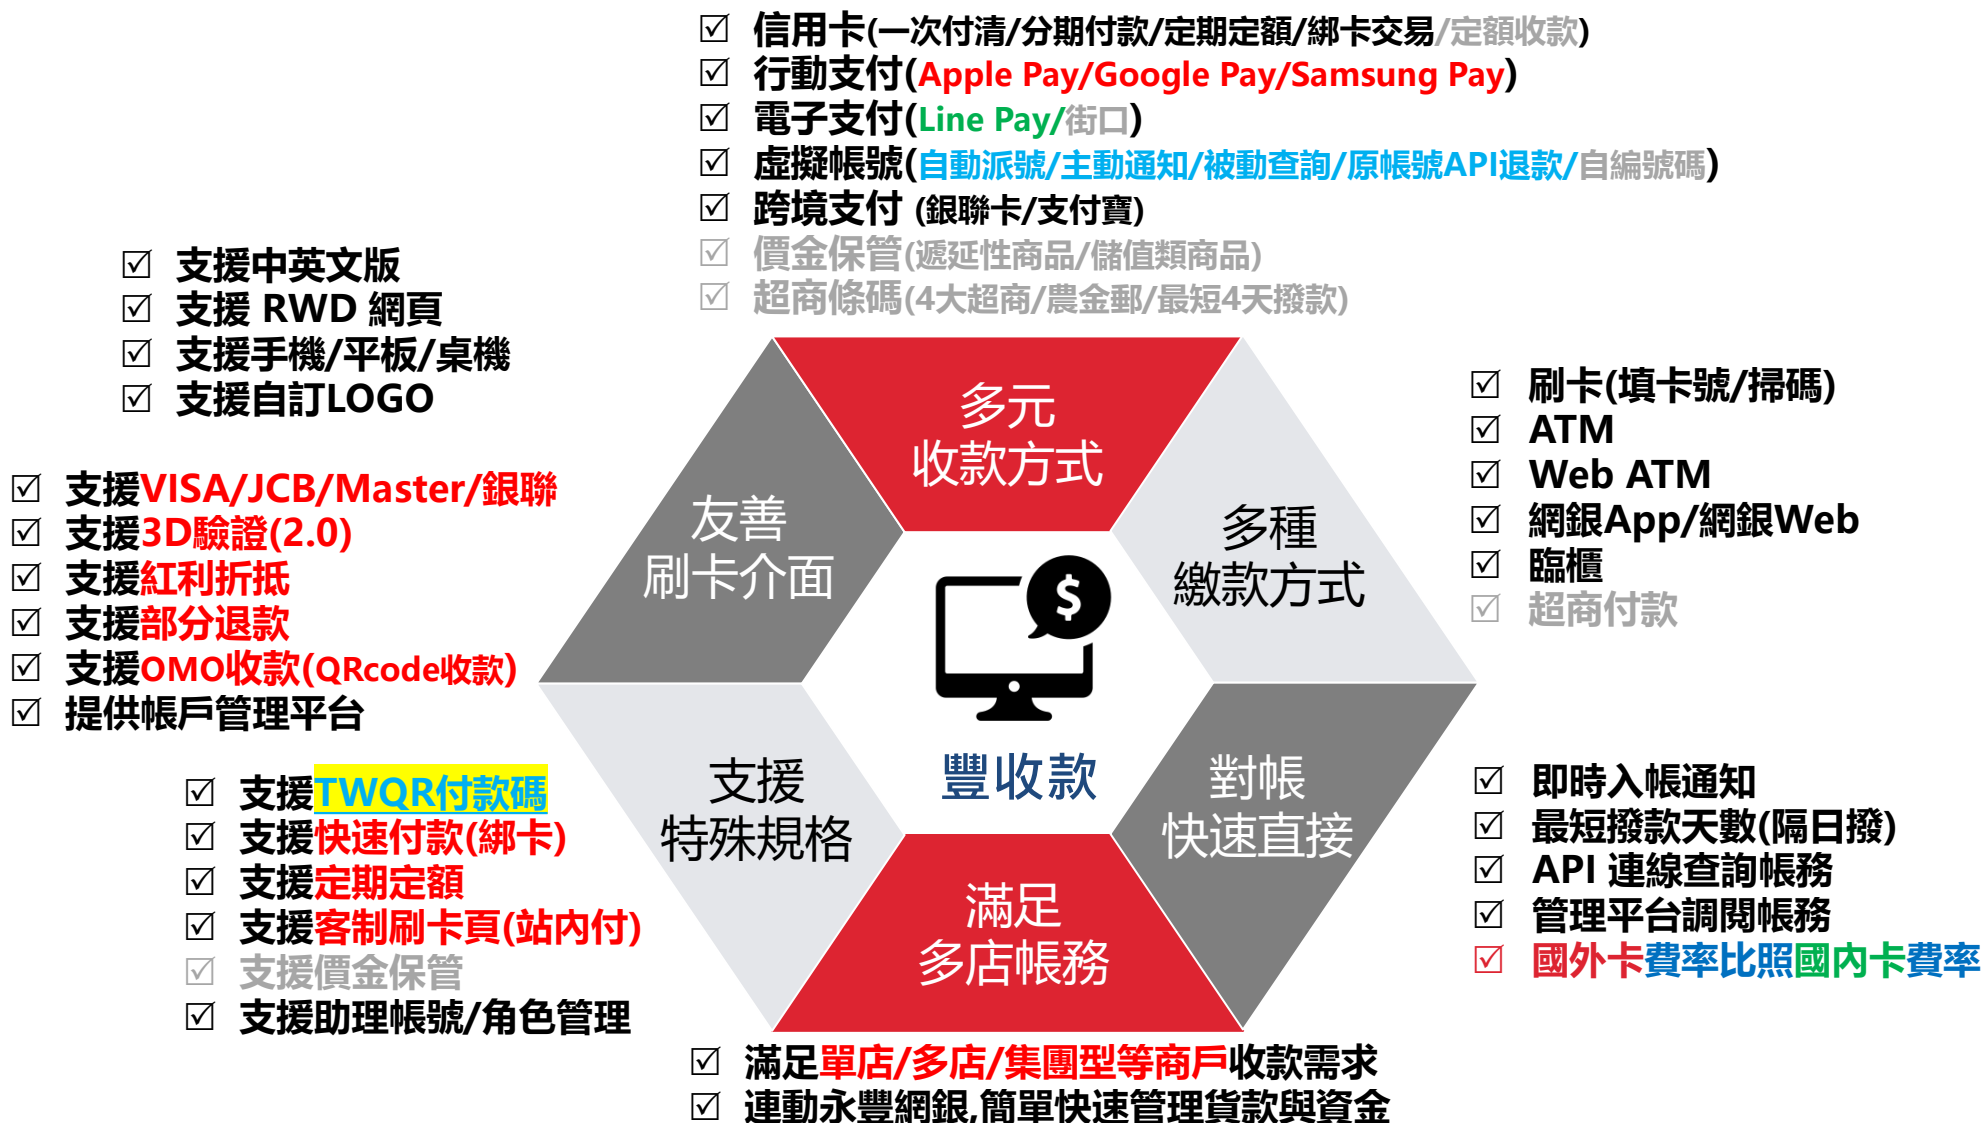 ☑ 信用卡(一次付清/分期付款/定期定額/綁卡交易/定額收款)
☑ 行動支付(Apple Pay/Google Pay/Samsung Pay)
☑ 電子支付(Line Pay/街口)
☑ 虛擬帳號(自動派號/主動通知/被動查詢/原帳號API退款/自編號碼)
☑ 跨境支付 (銀聯卡/支付寶)
☑ 價金保管(遞延性商品/儲值類商品)
☑ 超商條碼(4大超商/農金郵/最短4天撥款)
☑ 支援中英文版
☑ 支援 RWD 網頁
☑ 支援手機/平板/桌機
☑ 支援自訂LOGO
☑ 支援VISA/JCB/Master/銀聯
☑ 支援3D驗證(2.0)
☑ 支援紅利折抵
☑ 支援部分退款
☑ 支援OMO收款(QRcode收款)
☑ 提供帳戶管理平台
多元
收款方式
友善
刷卡介面
多種
繳款方式
☑ 刷卡(填卡號/掃碼)
☑ ATM
☑ Web ATM
☑ 網銀App/網銀Web
☑ 臨櫃
☑ 超商付款
$
豐收款
支援
特殊規格
對帳
快速直接
滿足
多店帳務
☑ 支援TWQR付款碼
☑ 支援快速付款(綁卡)
☑ 支援定期定額
☑ 支援客制刷卡頁(站內付)
☑ 支援價金保管
☑ 支援助理帳號/角色管理
☑ 即時入帳通知
☑ 最短撥款天數(隔日撥)
☑ API 連線查詢帳務
☑ 管理平台調閱帳務
☑ 國外卡費率比照國內卡費率
☑ 滿足單店/多店/集團型等商戶收款需求
☑ 連動永豐網銀,簡單快速管理貨款與資金